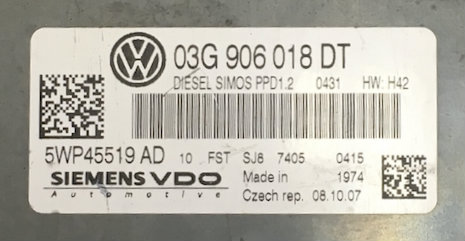 03G 906 018 DT
DIESEL SIMOS PPD1.2 0431 HW: H42
5WP45519 AD 10 FST SJ8 7405 0415
SIEMENS VDO Made in 1974
Automotive Czech rep. 08.10.07